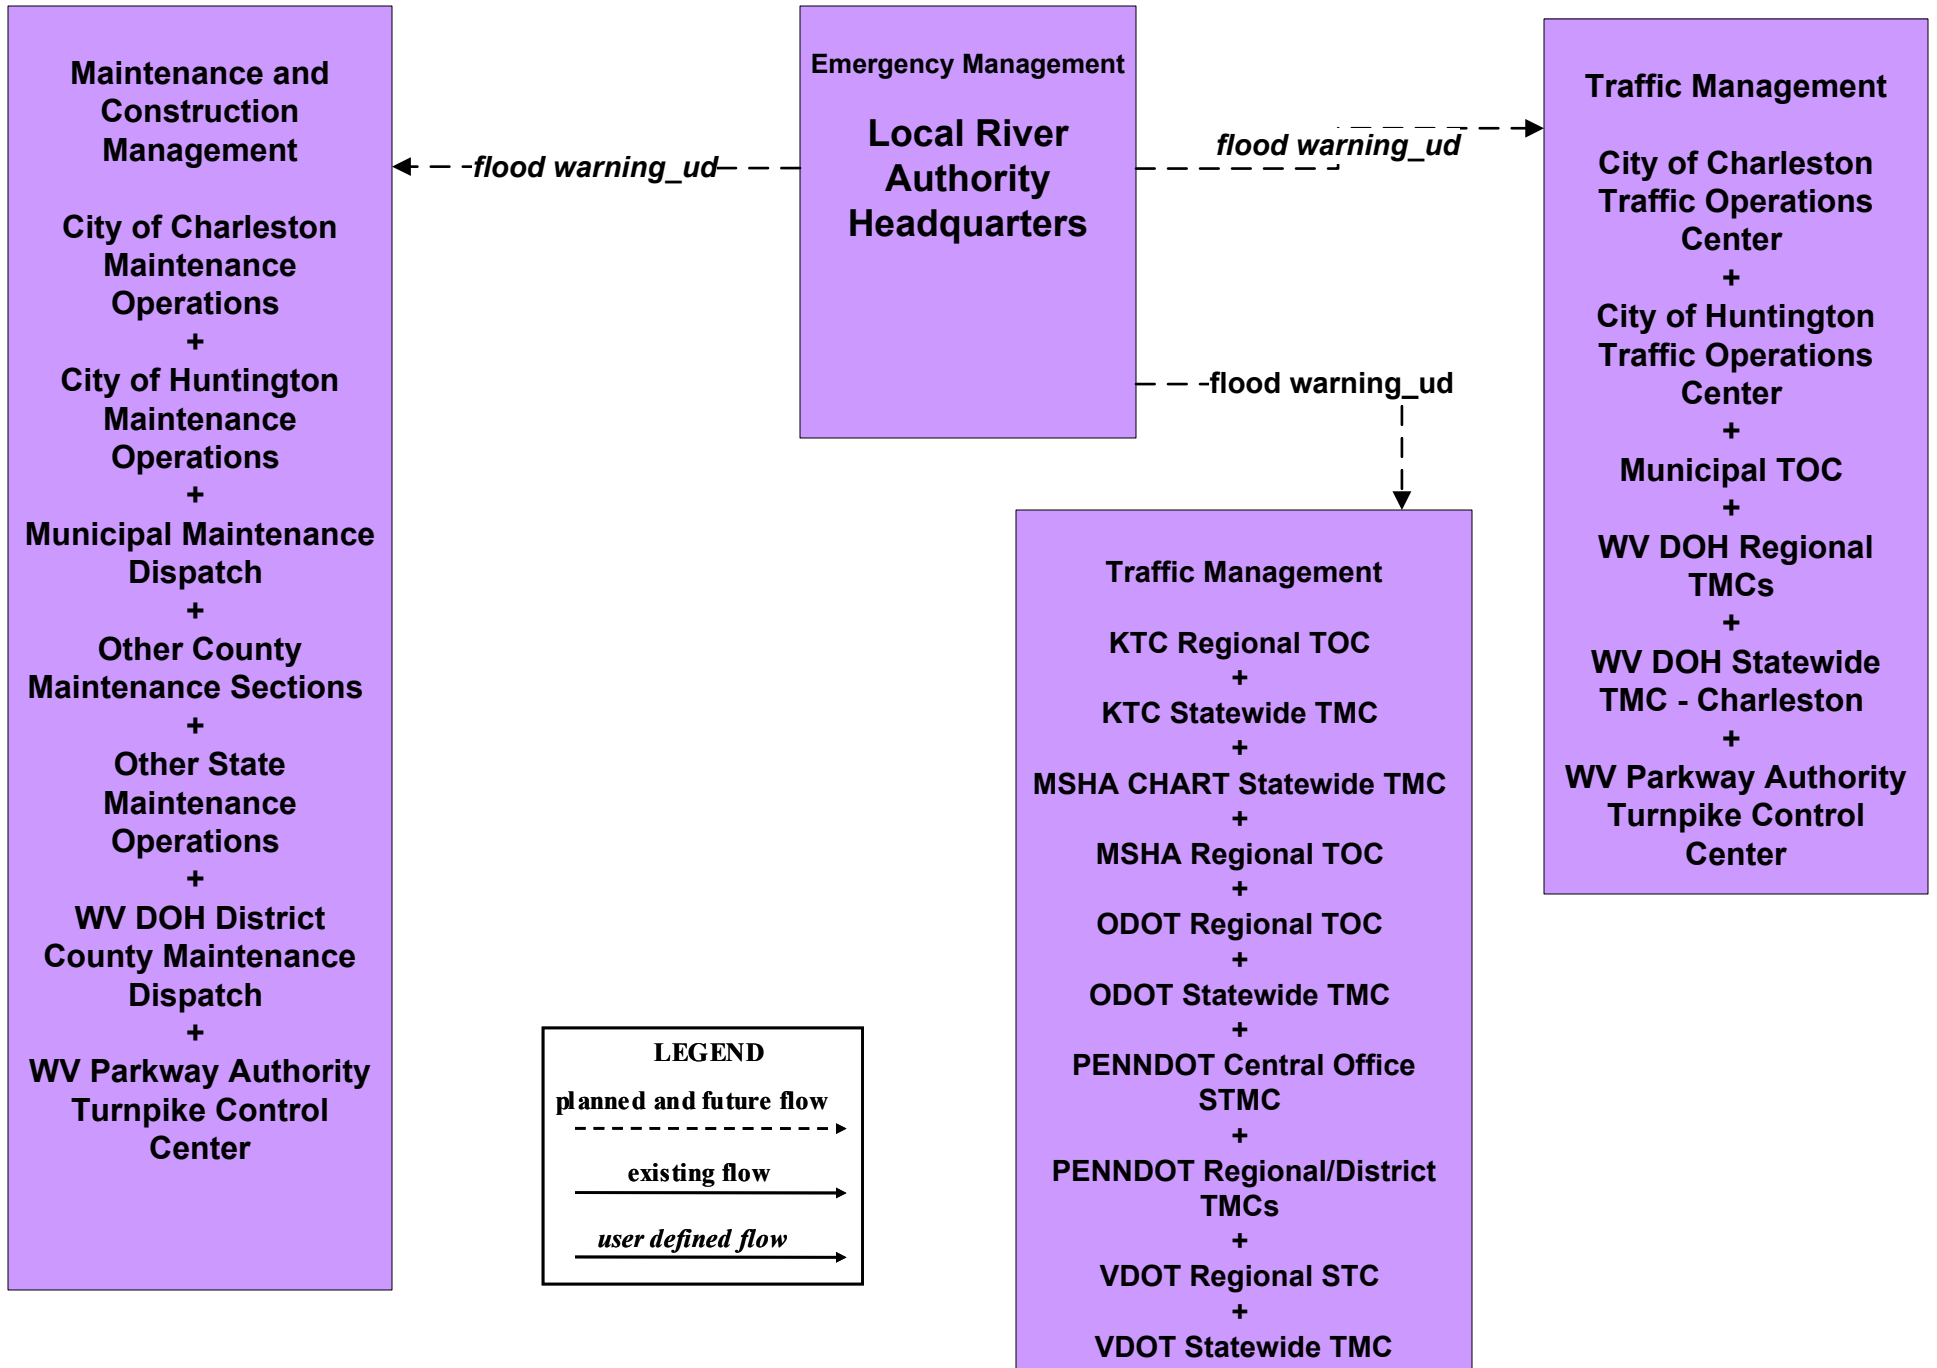 Maintenance and
Construction
Management
City of Charleston
Maintenance
Operations
+
City of Huntington
Maintenance
Operations
+
Municipal Maintenance
Dispatch
+
Other County
Maintenance Sections
+
Other State
Maintenance
Operations
+
WV DOH District
County Maintenance
Dispatch
+
WV Parkway Authority
Turnpike Control
Center
flood warning_ud
Emergency Management
Local River
Authority
Headquarters
flood warning_ud
flood warning_ud
Traffic Management
City of Charleston
Traffic Operations
Center
+
City of Huntington
Traffic Operations
Center
+
Municipal TOC
+
WV DOH Regional
TMCs
+
WV DOH Statewide
TMC - Charleston
+
WV Parkway Authority
Turnpike Control
Center
Traffic Management
KTC Regional TOC
+
KTC Statewide TMC
+
MSHA CHART Statewide TMC
+
MSHA Regional TOC
+
ODOT Regional TOC
+
ODOT Statewide TMC
+
PENNDOT Central Office
STMC
+
PENNDOT Regional/District
TMCs
+
VDOT Regional STC
+
VDOT Statewide TMC
LEGEND
planned and future flow
existing flow
user defined flow